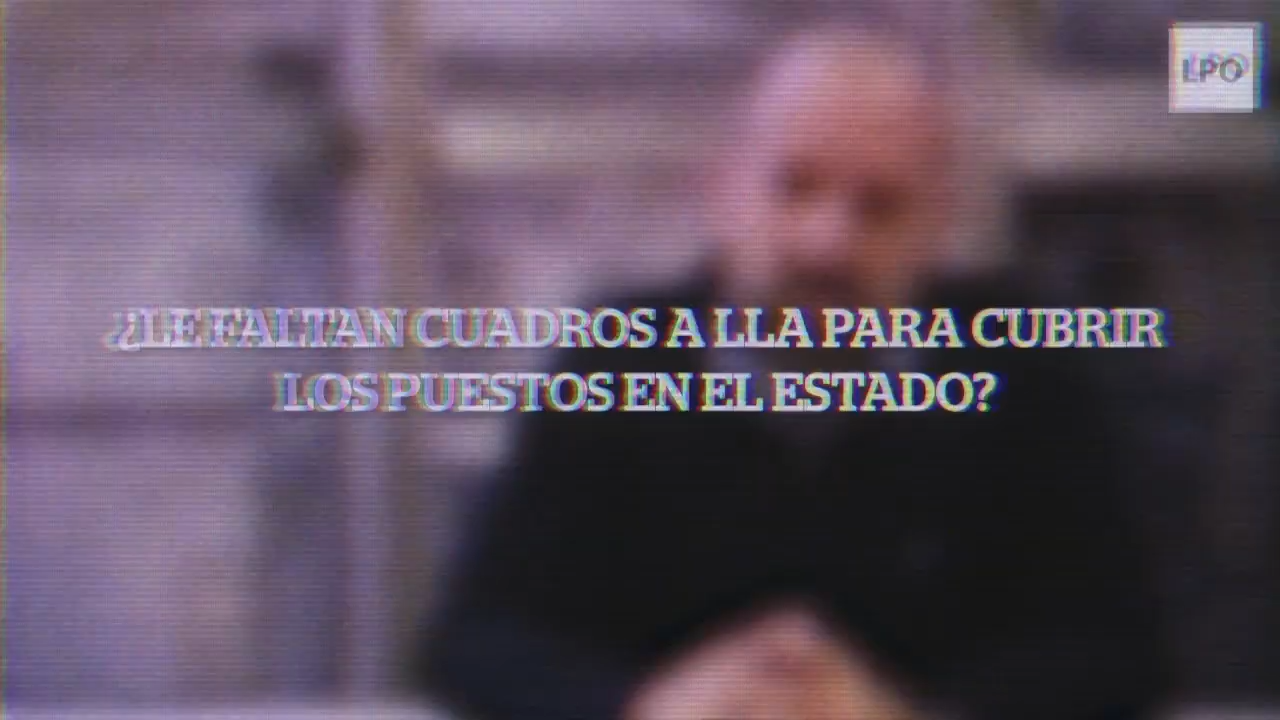 LPO
¿LE FALTAN CUADROS A LLA PARA CUBRIR
LOS PUESTOS EN EL ESTADO?